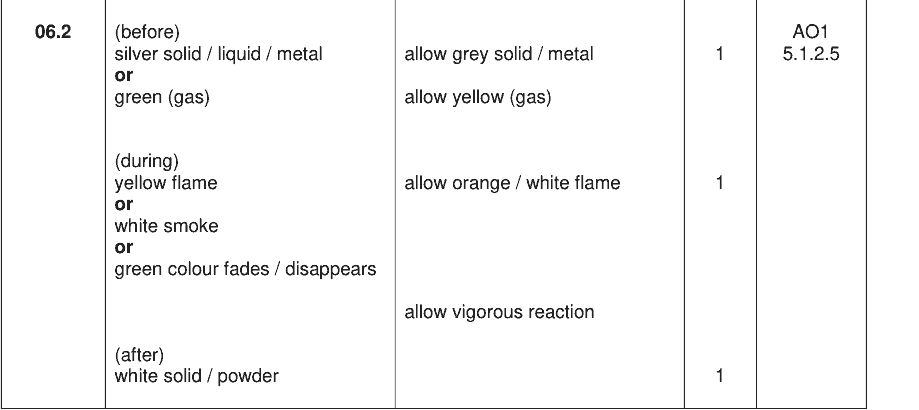 06.2 (before) AO1
silver solid / liquid / metal allow grey solid / metal 1 5.1.2.5
or
green (gas) allow yellow (gas)
(during)
yellow flame allow orange / white flame 1
or
white smoke
or
green colour fades / disappears
allow vigorous reaction
(after)
white solid / powder 1